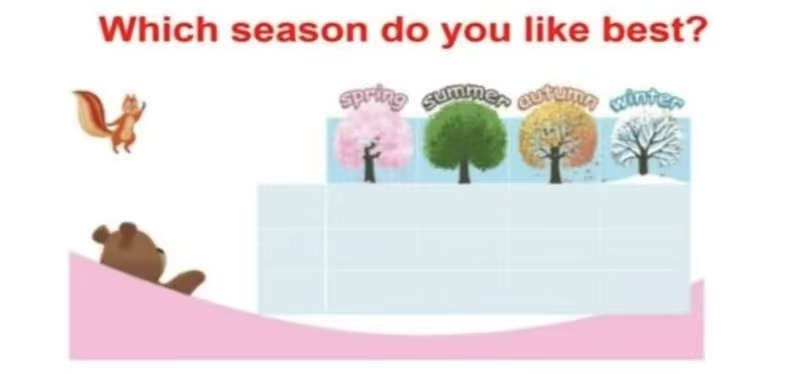 Which season do you like best?
spring summer autumn winter